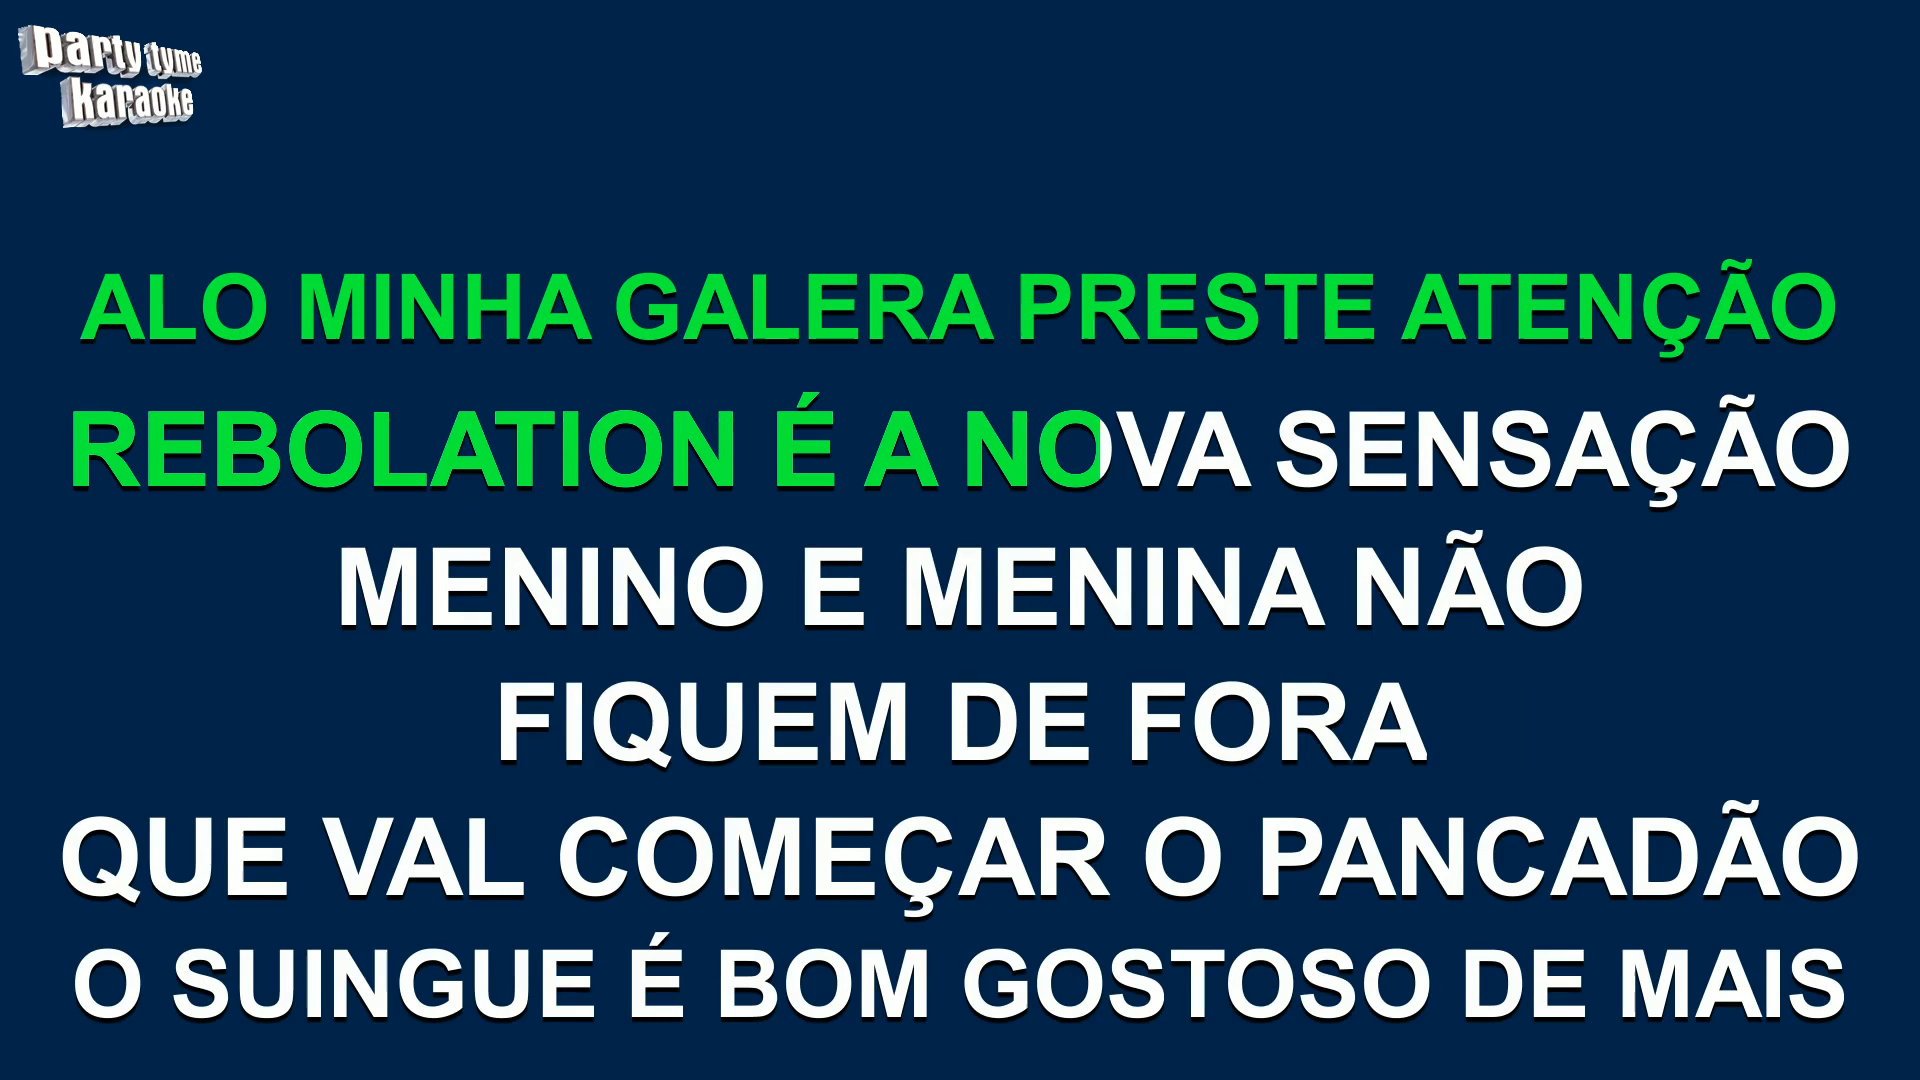 party tyme
karaoke
ALO MINHA GALERA PRESTE ATENÇÃO
REBOLATION É A NOVA SENSAÇÃO
MENINO E MENINA NÃO
FIQUEM DE FORA
QUE VAL COMEÇAR O PANCADÃO
O SUINGUE É BOM GOSTOSO DE MAIS